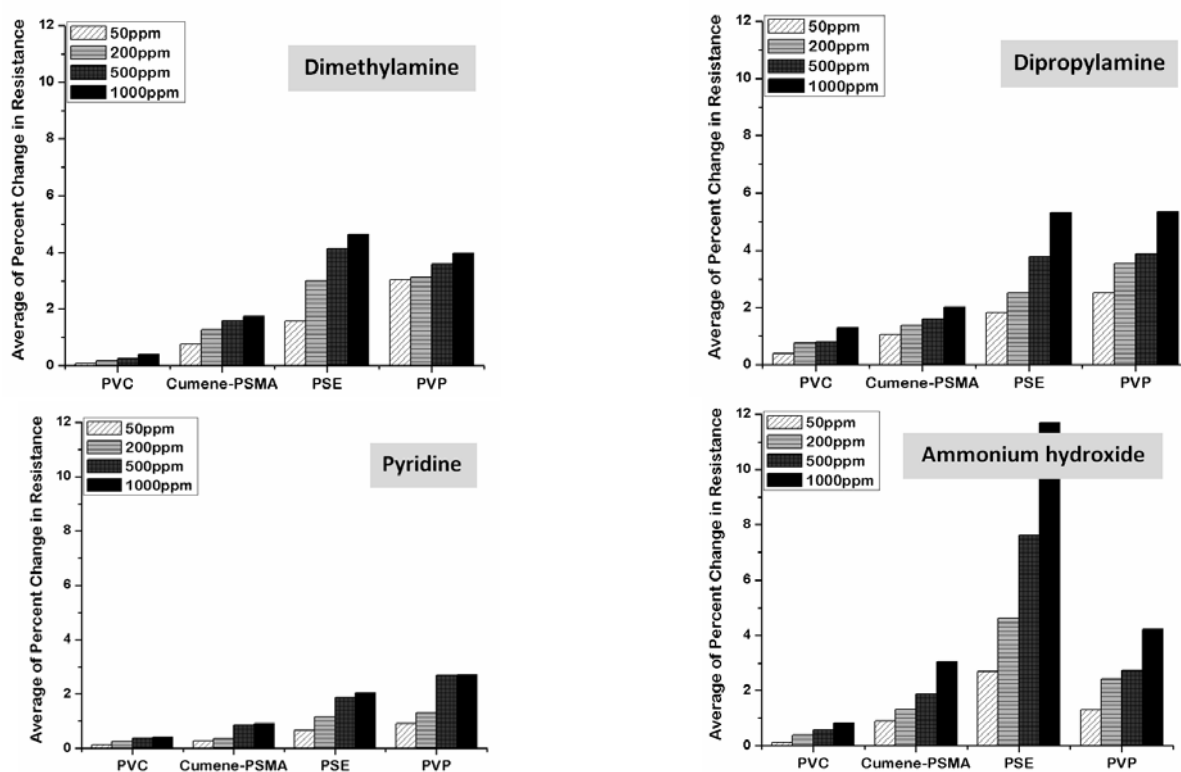 50ppm
200ppm
500ppm
1000ppm
Dimethylamine
12
10
8
6
4
2
0
Average of Percent Change in Resistance
PVC Cumene-PSMA PSE PVP
50ppm
200ppm
500ppm
1000ppm
Dipropylamine
12
10
8
6
4
2
0
Average of Percent Change in Resistance
PVC Cumene-PSMA PSE PVP
50ppm
200ppm
500ppm
1000ppm
Pyridine
12
10
8
6
4
2
0
Average of Percent Change in Resistance
PVC Cumene-PSMA PSE PVP
50ppm
200ppm
500ppm
1000ppm
Ammonium hydroxide
12
10
8
6
4
2
0
Average of Percent Change in Resistance
PVC Cumene-PSMA PSE PVP